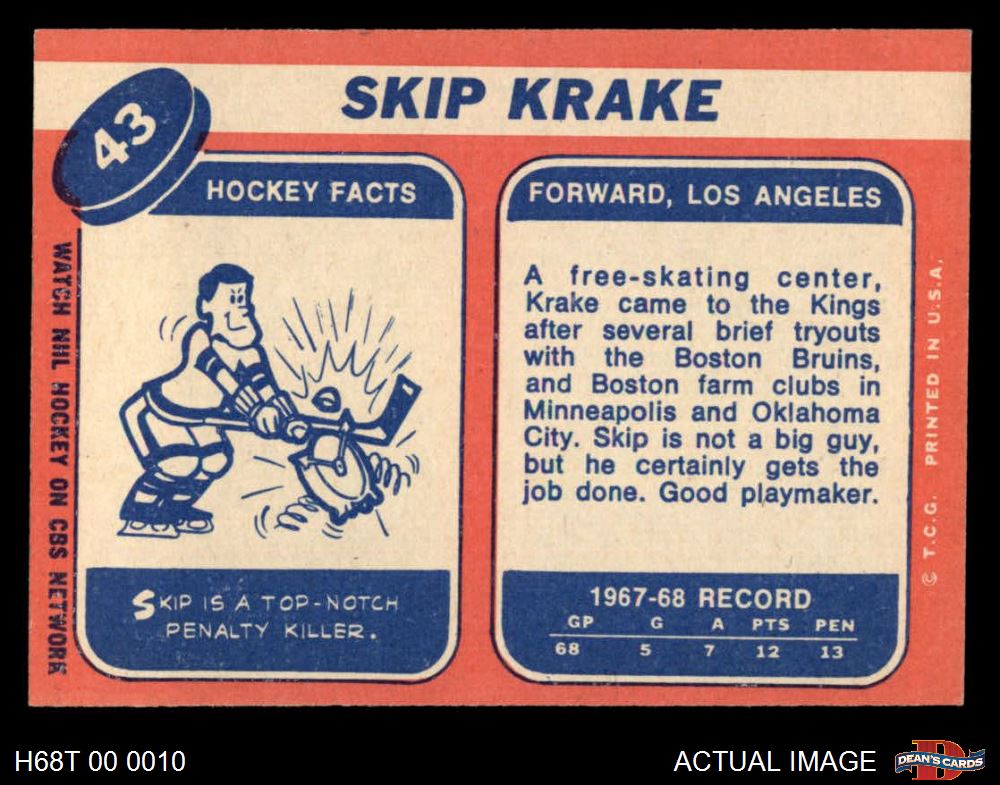 SKIP KRAKE
43
HOCKEY FACTS
WATCH NHL HOCKEY ON CBS NETWORK
SKIP IS A TOP-NOTCH
PENALTY KILLER.
FORWARD, LOS ANGELES
A free-skating center,
Krake came to the Kings
after several brief tryouts
with the Boston Bruins,
and Boston farm clubs in
Minneapolis and Oklahoma
City. Skip is not a big guy,
but he certainly gets the
job done. Good playmaker.
1967-68 RECORD
GP G A PTS PEN
68 5 7 12 13
© T.C.G. PRINTED IN U.S.A.
H68T 00 0010
ACTUAL IMAGE
D
DEAN'S CARDS